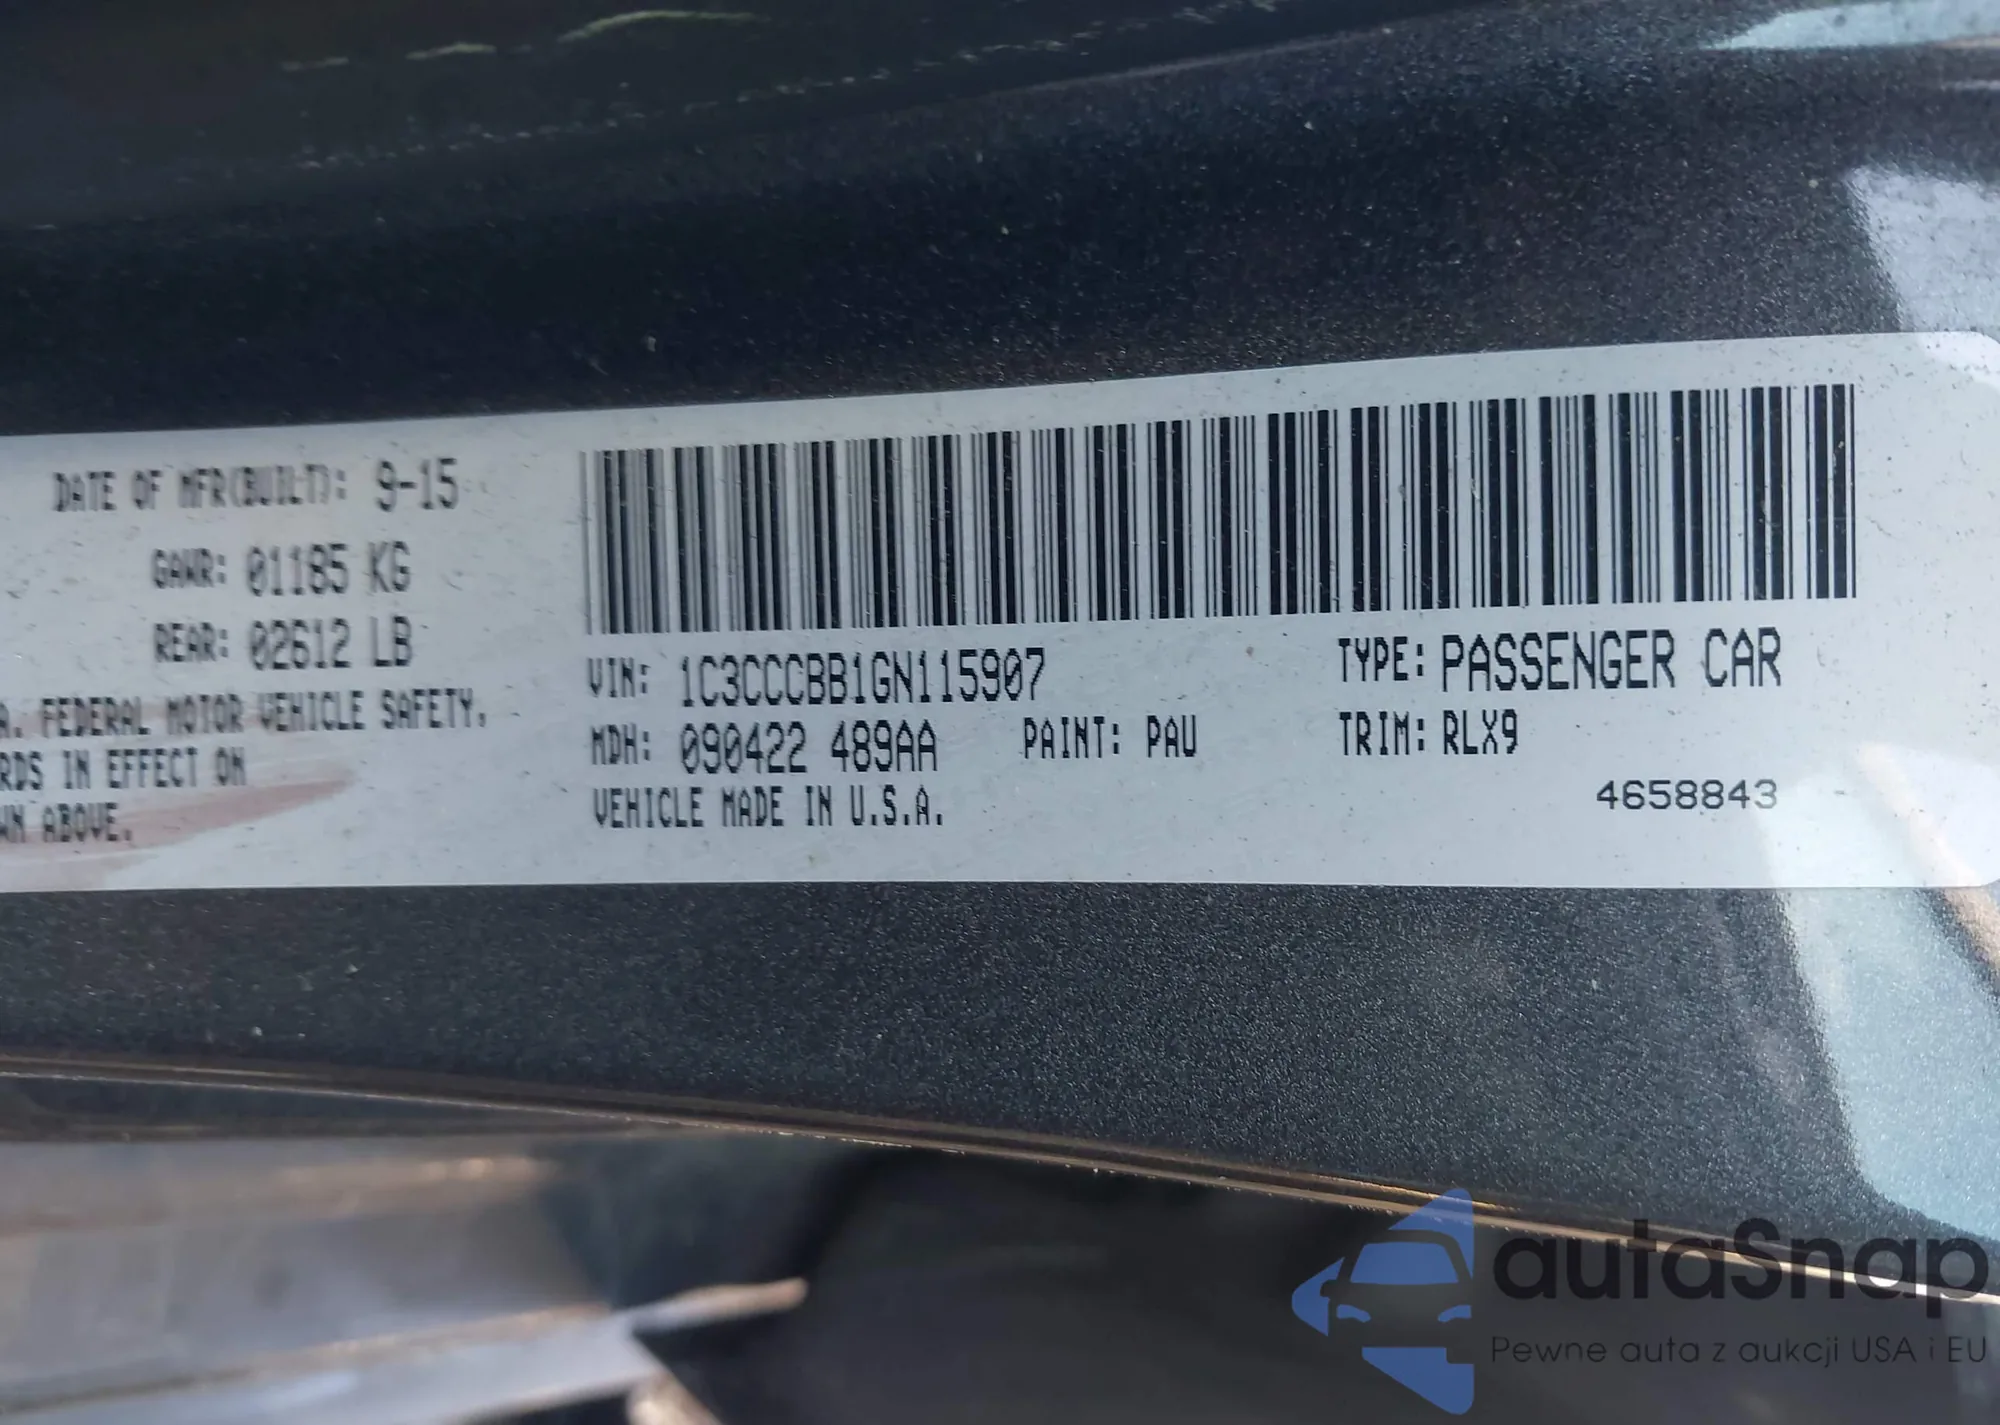 DATE OF MFR(BUILT): 9-15
GAWR: 01185 KG
REAR: 02612 LB
A. FEDERAL MOTOR VEHICLE SAFETY,
RDS IN EFFECT ON
WN ABOVE.
VIN: 1C3CCCBB1GN115907
TYPE: PASSENGER CAR
MDH: 090422 489AA PAINT: PAU TRIM: RLX9
VEHICLE MADE IN U.S.A.
4658843
autaSnap
Pewne auta z aukcji USA i EU